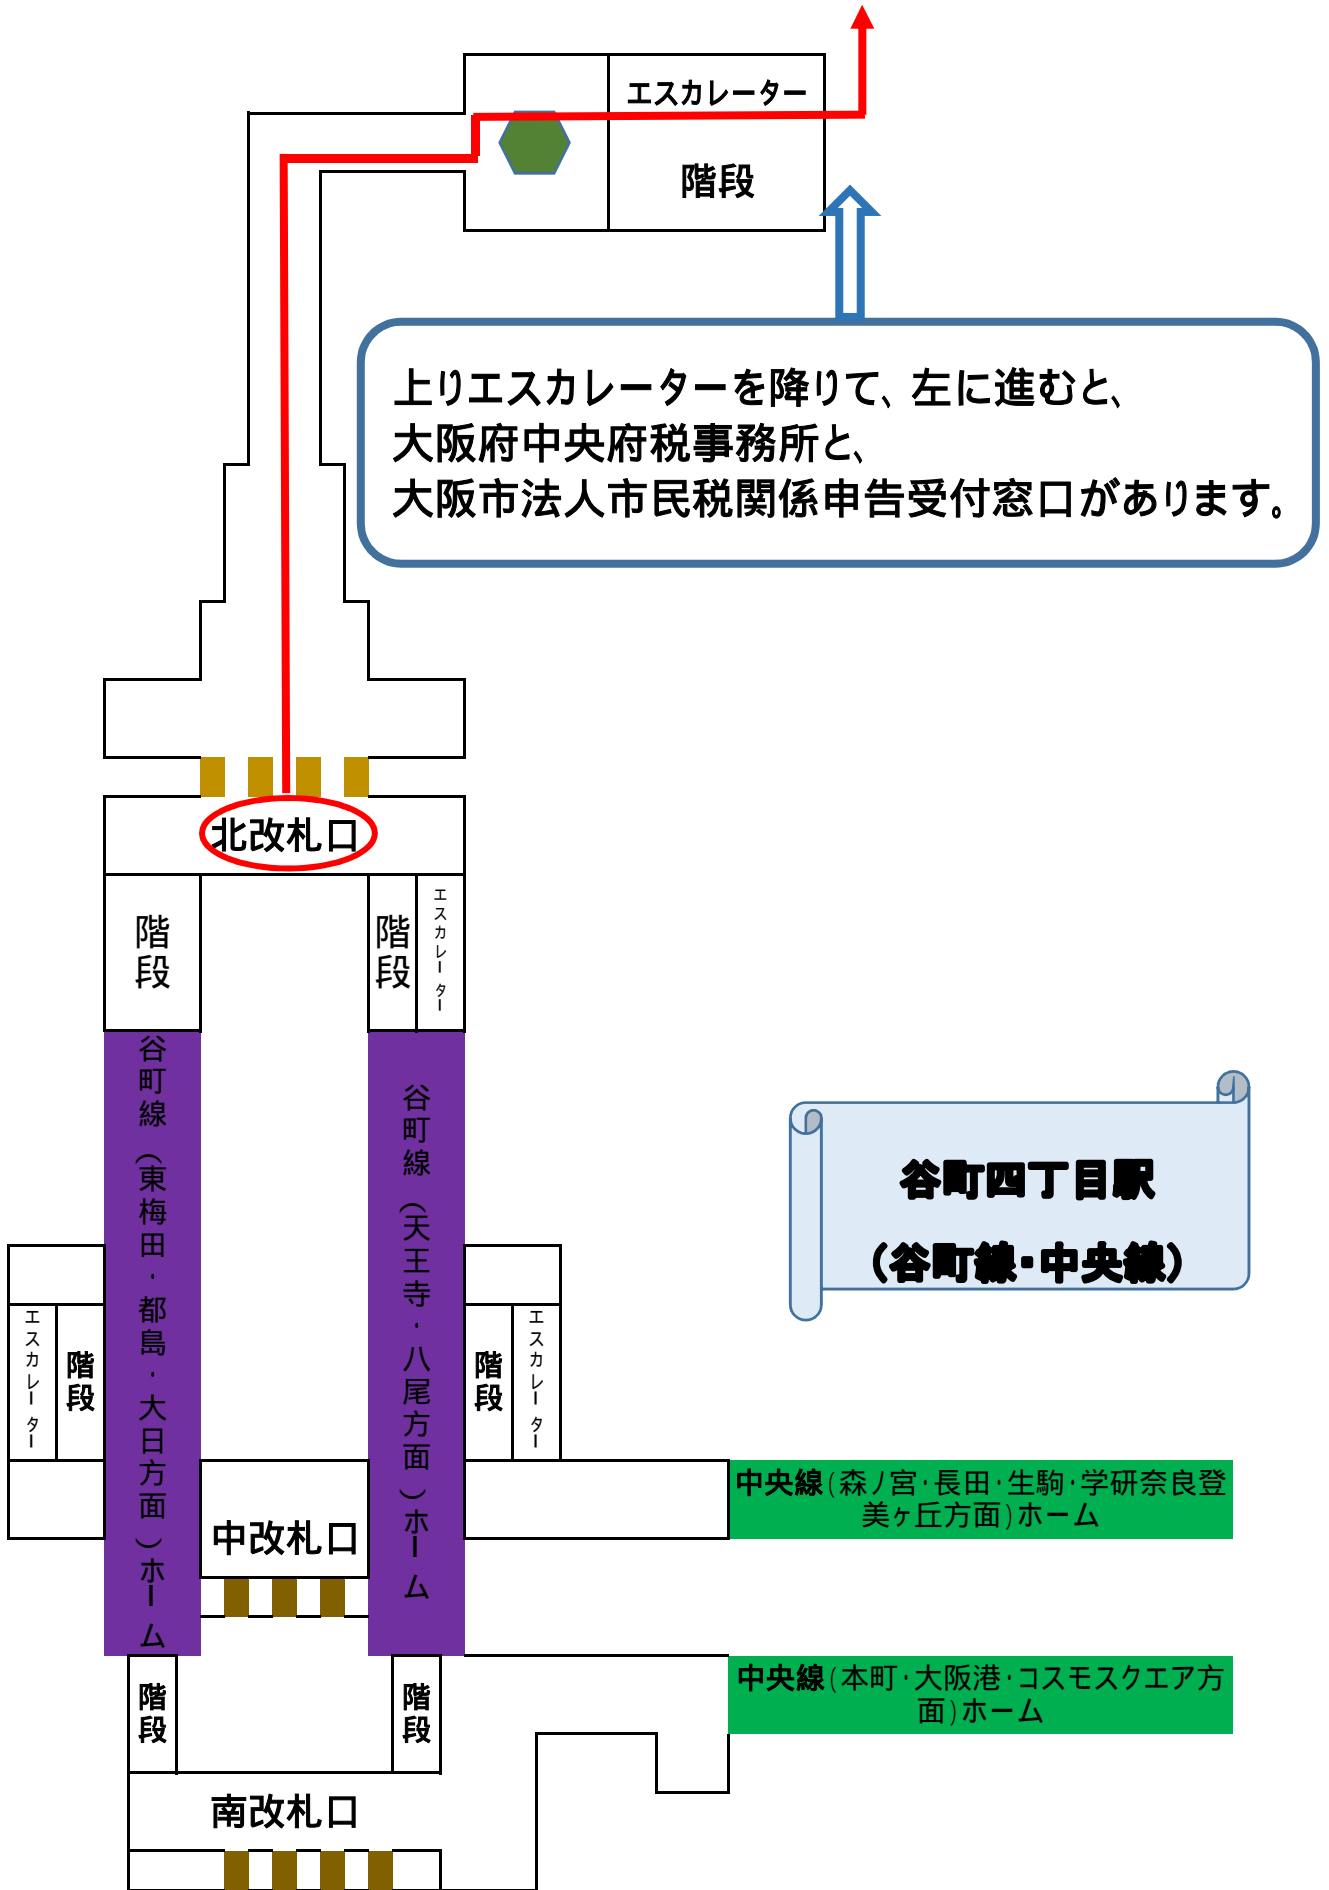 エスカレーター
階段
上りエスカレーターを降りて、左に進むと、
大阪府中央府税事務所と、
大阪市法人市民税関係申告受付窓口があります。
北改札口
階段
階段
エスカレーター
谷町線（東梅田・都島・大日方面）ホーム
谷町線（天王寺・八尾方面）ホーム
谷町四丁目駅
（谷町線・中央線）
エスカレーター
階段
階段
エスカレーター
中央線(森ノ宮・長田・生駒・学研奈良登
美ヶ丘方面)ホーム
中改札口
中央線(本町・大阪港・コスモスクエア方
面)ホーム
階段
階段
南改札口